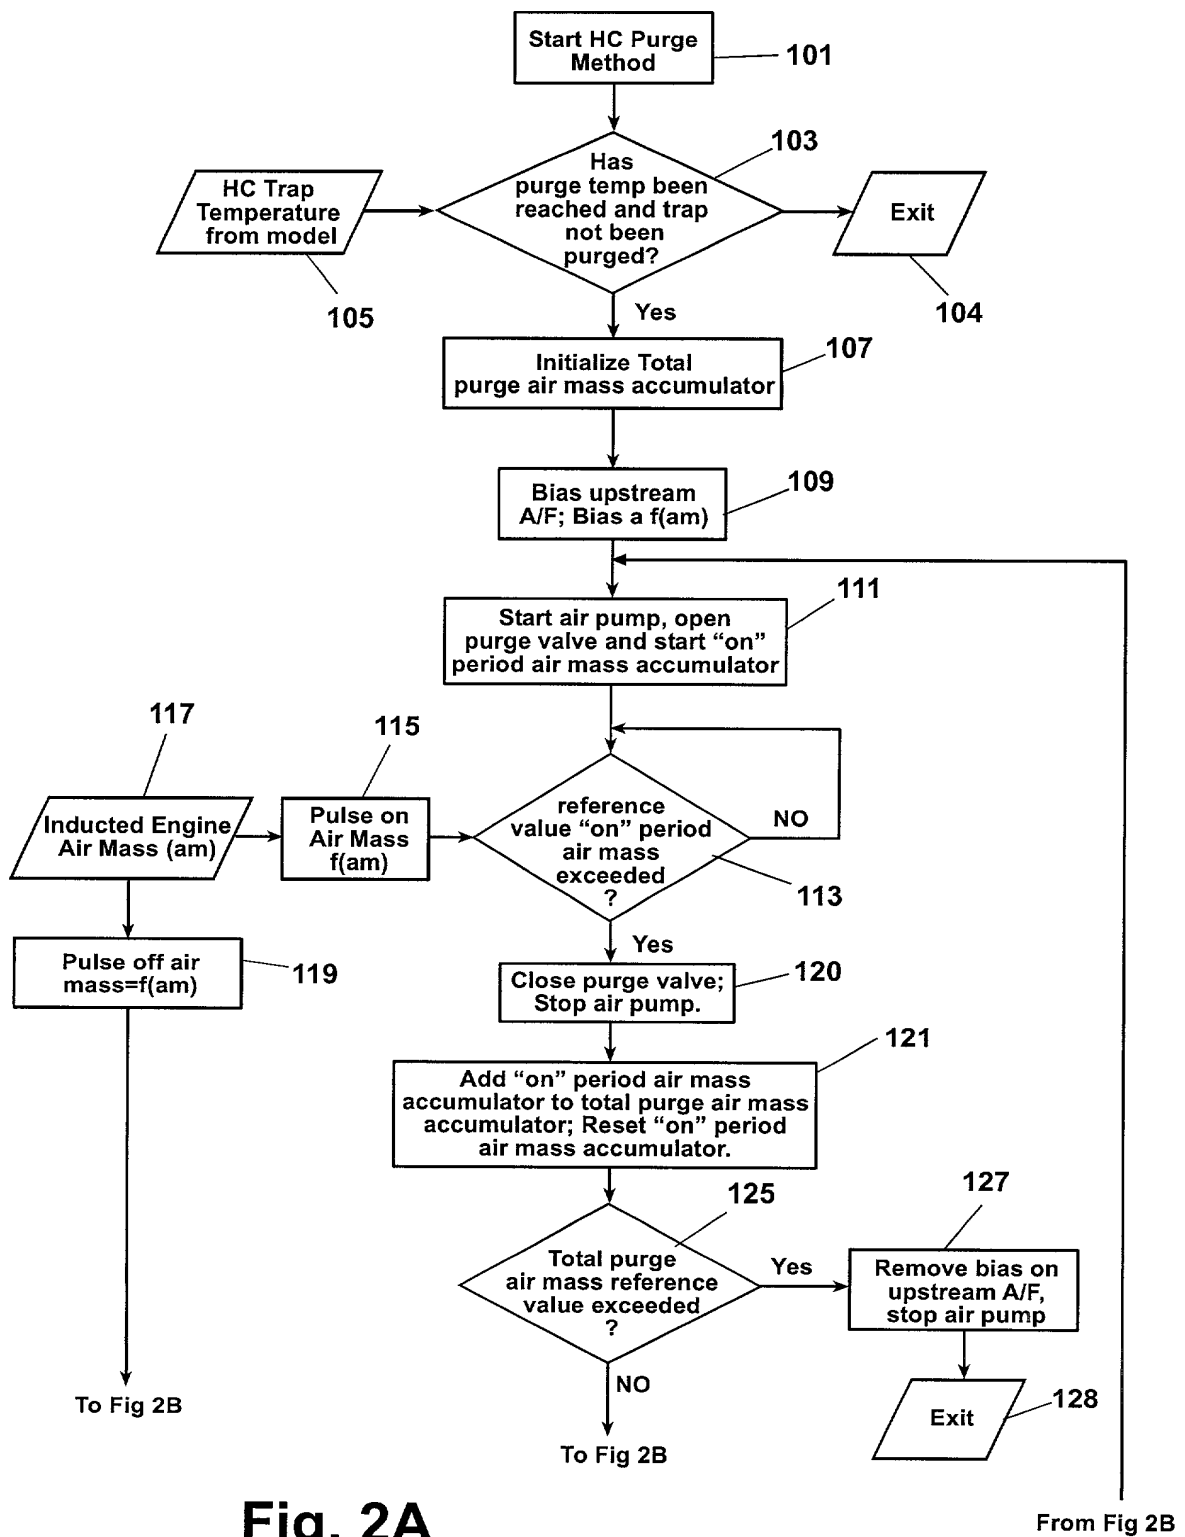 Start HC Purge
Method
101
103
Has
purge temp been
reached and trap
not been
purged?
HC Trap
Temperature
from model
105
Exit
104
Yes
107
Initialize Total
purge air mass accumulator
109
Bias upstream
A/F; Bias a f(am)
111
Start air pump, open
purge valve and start “on”
period air mass accumulator
117
115
Inducted Engine
Air Mass (am)
Pulse on
Air Mass
f(am)
reference
value “on” period
air mass
exceeded
?
NO
113
Yes
Pulse off air
mass=f(am)
119
Close purge valve;
Stop air pump.
120
121
Add “on” period air mass
accumulator to total purge air mass
accumulator; Reset “on” period
air mass accumulator.
125
127
Total purge
air mass reference
value exceeded
?
Yes
Remove bias on
upstream A/F,
stop air pump
NO
Exit
128
To Fig 2B
To Fig 2B
Fig. 2A
From Fig 2B